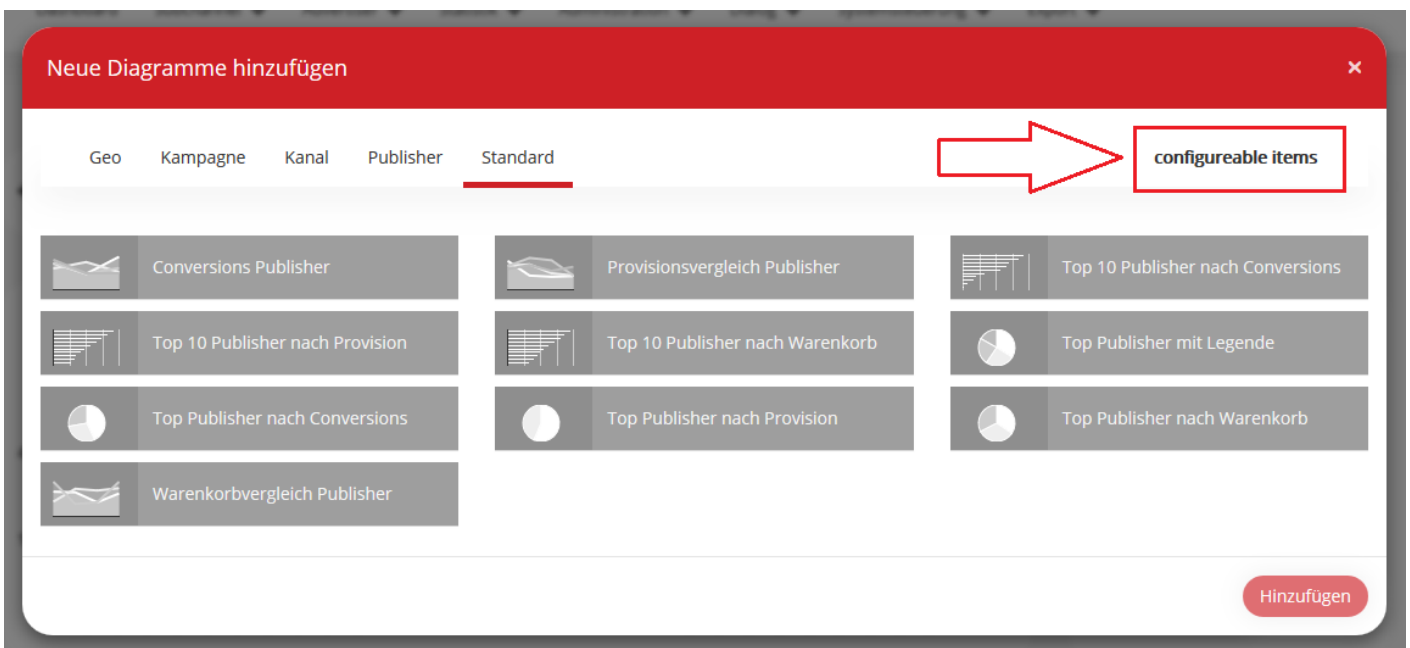 Neue Diagramme hinzufügen ×
Geo Kampagne Kanal Publisher Standard configureable items
Conversions Publisher Provisionsvergleich Publisher Top 10 Publisher nach Conversions
Top 10 Publisher nach Provision Top 10 Publisher nach Warenkorb Top Publisher mit Legende
Top Publisher nach Conversions Top Publisher nach Provision Top Publisher nach Warenkorb
Warenkorbvergleich Publisher
Hinzufügen